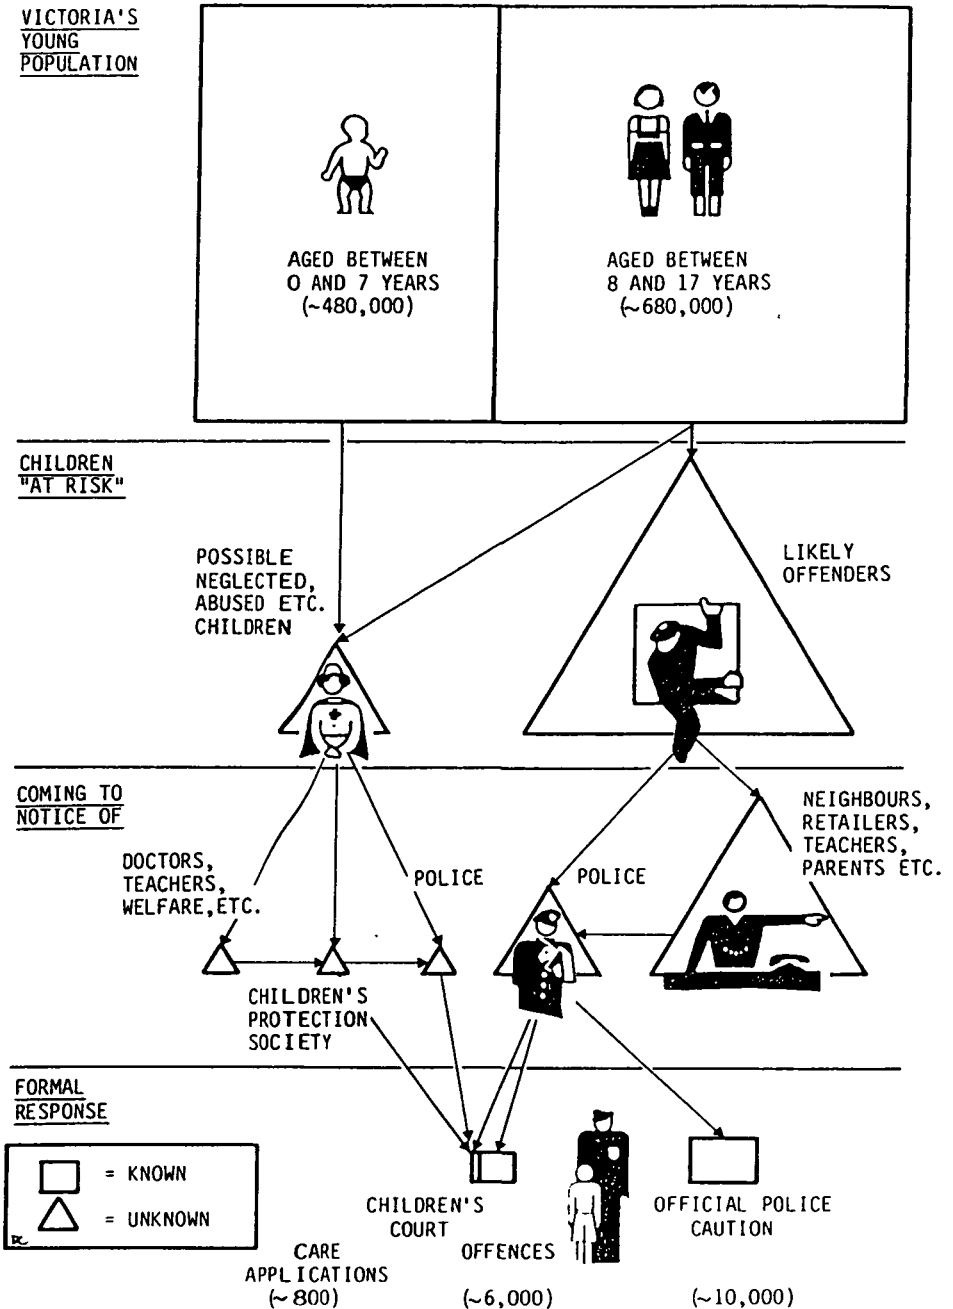 VICTORIA'S
YOUNG
POPULATION
AGED BETWEEN
0 AND 7 YEARS
(~480,000)
AGED BETWEEN
8 AND 17 YEARS
(~680,000)
CHILDREN
"AT RISK"
POSSIBLE
NEGLECTED,
ABUSED ETC.
CHILDREN
LIKELY
OFFENDERS
COMING TO
NOTICE OF
DOCTORS,
TEACHERS,
WELFARE,ETC.
POLICE
POLICE
NEIGHBOURS,
RETAILERS,
TEACHERS,
PARENTS ETC.
CHILDREN'S
PROTECTION
SOCIETY
FORMAL
RESPONSE
= KNOWN
= UNKNOWN
CHILDREN'S
COURT
OFFICIAL POLICE
CAUTION
CARE
APPLICATIONS
(~800)
OFFENCES
(~6,000)
(~10,000)